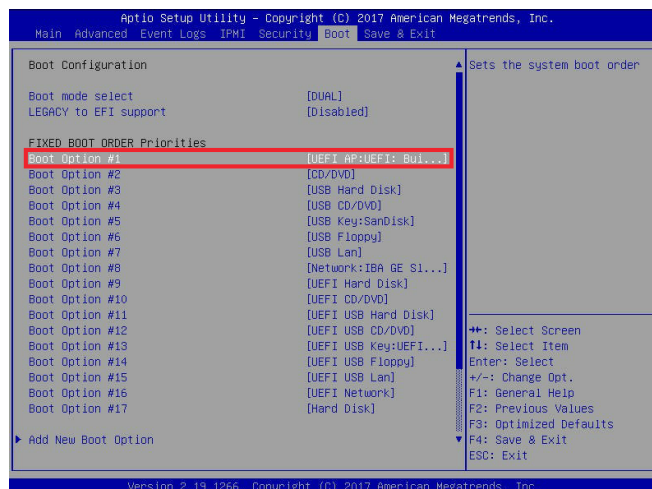 Aptio Setup Utility – Copyright (C) 2017 American Megatrends, Inc.
Main Advanced Event Logs IPMI Security Boot Save & Exit
Boot Configuration
Boot mode select [DUAL]
LEGACY to EFI support [Disabled]
FIXED BOOT ORDER Priorities
Boot Option #1 [UEFI AP:UEFI: Bui...]
Boot Option #2 [CD/DVD]
Boot Option #3 [USB Hard Disk]
Boot Option #4 [USB CD/DVD]
Boot Option #5 [USB Key:SanDisk]
Boot Option #6 [USB Floppy]
Boot Option #7 [USB Lan]
Boot Option #8 [Network:IBA GE Sl...]
Boot Option #9 [UEFI Hard Disk]
Boot Option #10 [UEFI CD/DVD]
Boot Option #11 [UEFI USB Hard Disk]
Boot Option #12 [UEFI USB CD/DVD]
Boot Option #13 [UEFI USB Key:UEFI...]
Boot Option #14 [UEFI USB Floppy]
Boot Option #15 [UEFI USB Lan]
Boot Option #16 [UEFI Network]
Boot Option #17 [Hard Disk]
Add New Boot Option
Sets the system boot order
→←: Select Screen
↑↓: Select Item
Enter: Select
+/-: Change Opt.
F1: General Help
F2: Previous Values
F3: Optimized Defaults
F4: Save & Exit
ESC: Exit
Version 2.19.1266. Copyright (C) 2017 American Megatrends, Inc.